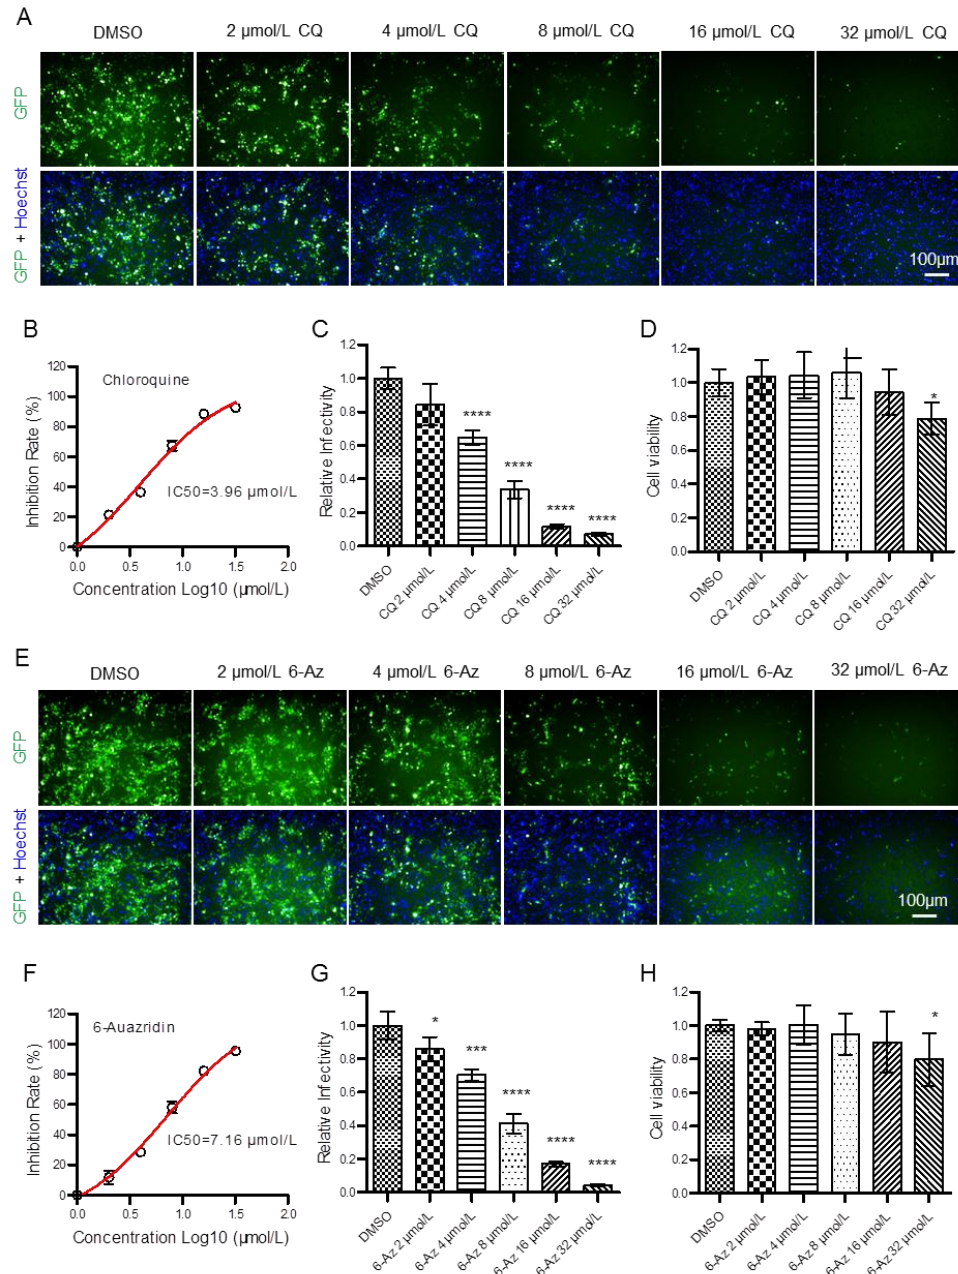 A
DMSO 2 µmol/L CQ 4 µmol/L CQ 8 µmol/L CQ 16 µmol/L CQ 32 µmol/L CQ
GFP
GFP + Hoechst
100µm
B
Inhibition Rate (%)
120
100
80
60
40
20
0
Chloroquine
IC50=3.96 µmol/L
0.0 0.5 1.0 1.5 2.0
Concentration Log10 (µmol/L)
C
Relative Infectivity
1.2
1.0
0.8
0.6
0.4
0.2
0.0
****
****
****
****
DMSO
CQ 2 µmol/L
CQ 4 µmol/L
CQ 8 µmol/L
CQ 16 µmol/L
CQ 32 µmol/L
D
Cell viability
1.2
1.0
0.8
0.6
0.4
0.2
0.0
*
DMSO
CQ 2 µmol/L
CQ 4 µmol/L
CQ 8 µmol/L
CQ 16 µmol/L
CQ 32 µmol/L
E
DMSO 2 µmol/L 6-Az 4 µmol/L 6-Az 8 µmol/L 6-Az 16 µmol/L 6-Az 32 µmol/L 6-Az
GFP
GFP + Hoechst
100µm
F
Inhibition Rate (%)
120
100
80
60
40
20
0
6-Auazridin
IC50=7.16 µmol/L
0.0 0.5 1.0 1.5 2.0
Concentration Log10 (µmol/L)
G
Relative Infectivity
1.2
1.0
0.8
0.6
0.4
0.2
0.0
*
***
****
****
****
DMSO
6-Az 2 µmol/L
6-Az 4 µmol/L
6-Az 8 µmol/L
6-Az 16 µmol/L
6-Az 32 µmol/L
H
Cell viability
1.2
1.0
0.8
0.6
0.4
0.2
0.0
*
DMSO
6-Az 2 µmol/L
6-Az 4 µmol/L
6-Az 8 µmol/L
6-Az 16 µmol/L
6-Az 32 µmol/L